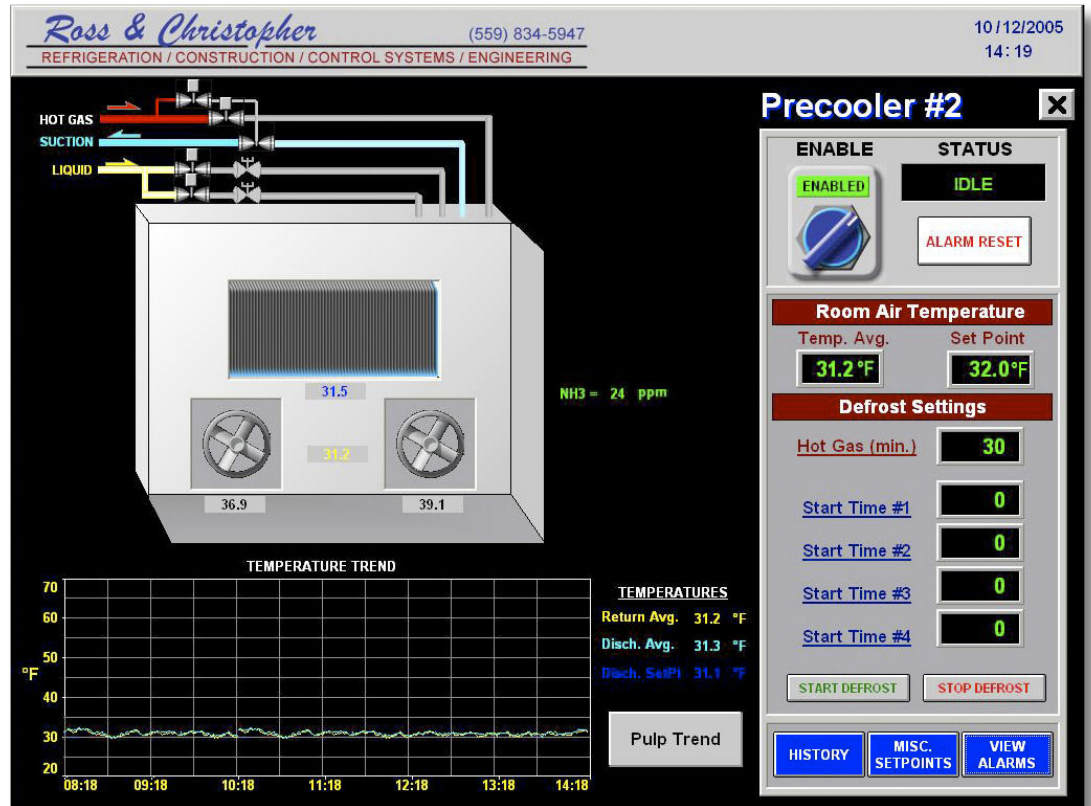 Ross & Christopher
(559) 834-5947
REFRIGERATION / CONSTRUCTION / CONTROL SYSTEMS / ENGINEERING
10/12/2005
14:19
HOT GAS
SUCTION
LIQUID
31.5
31.2
36.9
39.1
NH3 = 24 ppm
TEMPERATURE TREND
70
60
50
°F
40
30
20
08:18 09:18 10:18 11:18 12:18 13:18 14:18
TEMPERATURES
Return Avg. 31.2 °F
Disch. Avg. 31.3 °F
Disch. SetPt 31.1 °F
Pulp Trend
Precooler #2
X
ENABLE STATUS
ENABLED
IDLE
ALARM RESET
Room Air Temperature
Temp. Avg. Set Point
31.2 °F 32.0°F
Defrost Settings
Hot Gas (min.) 30
Start Time #1 0
Start Time #2 0
Start Time #3 0
Start Time #4 0
START DEFROST STOP DEFROST
HISTORY
MISC. SETPOINTS
VIEW ALARMS